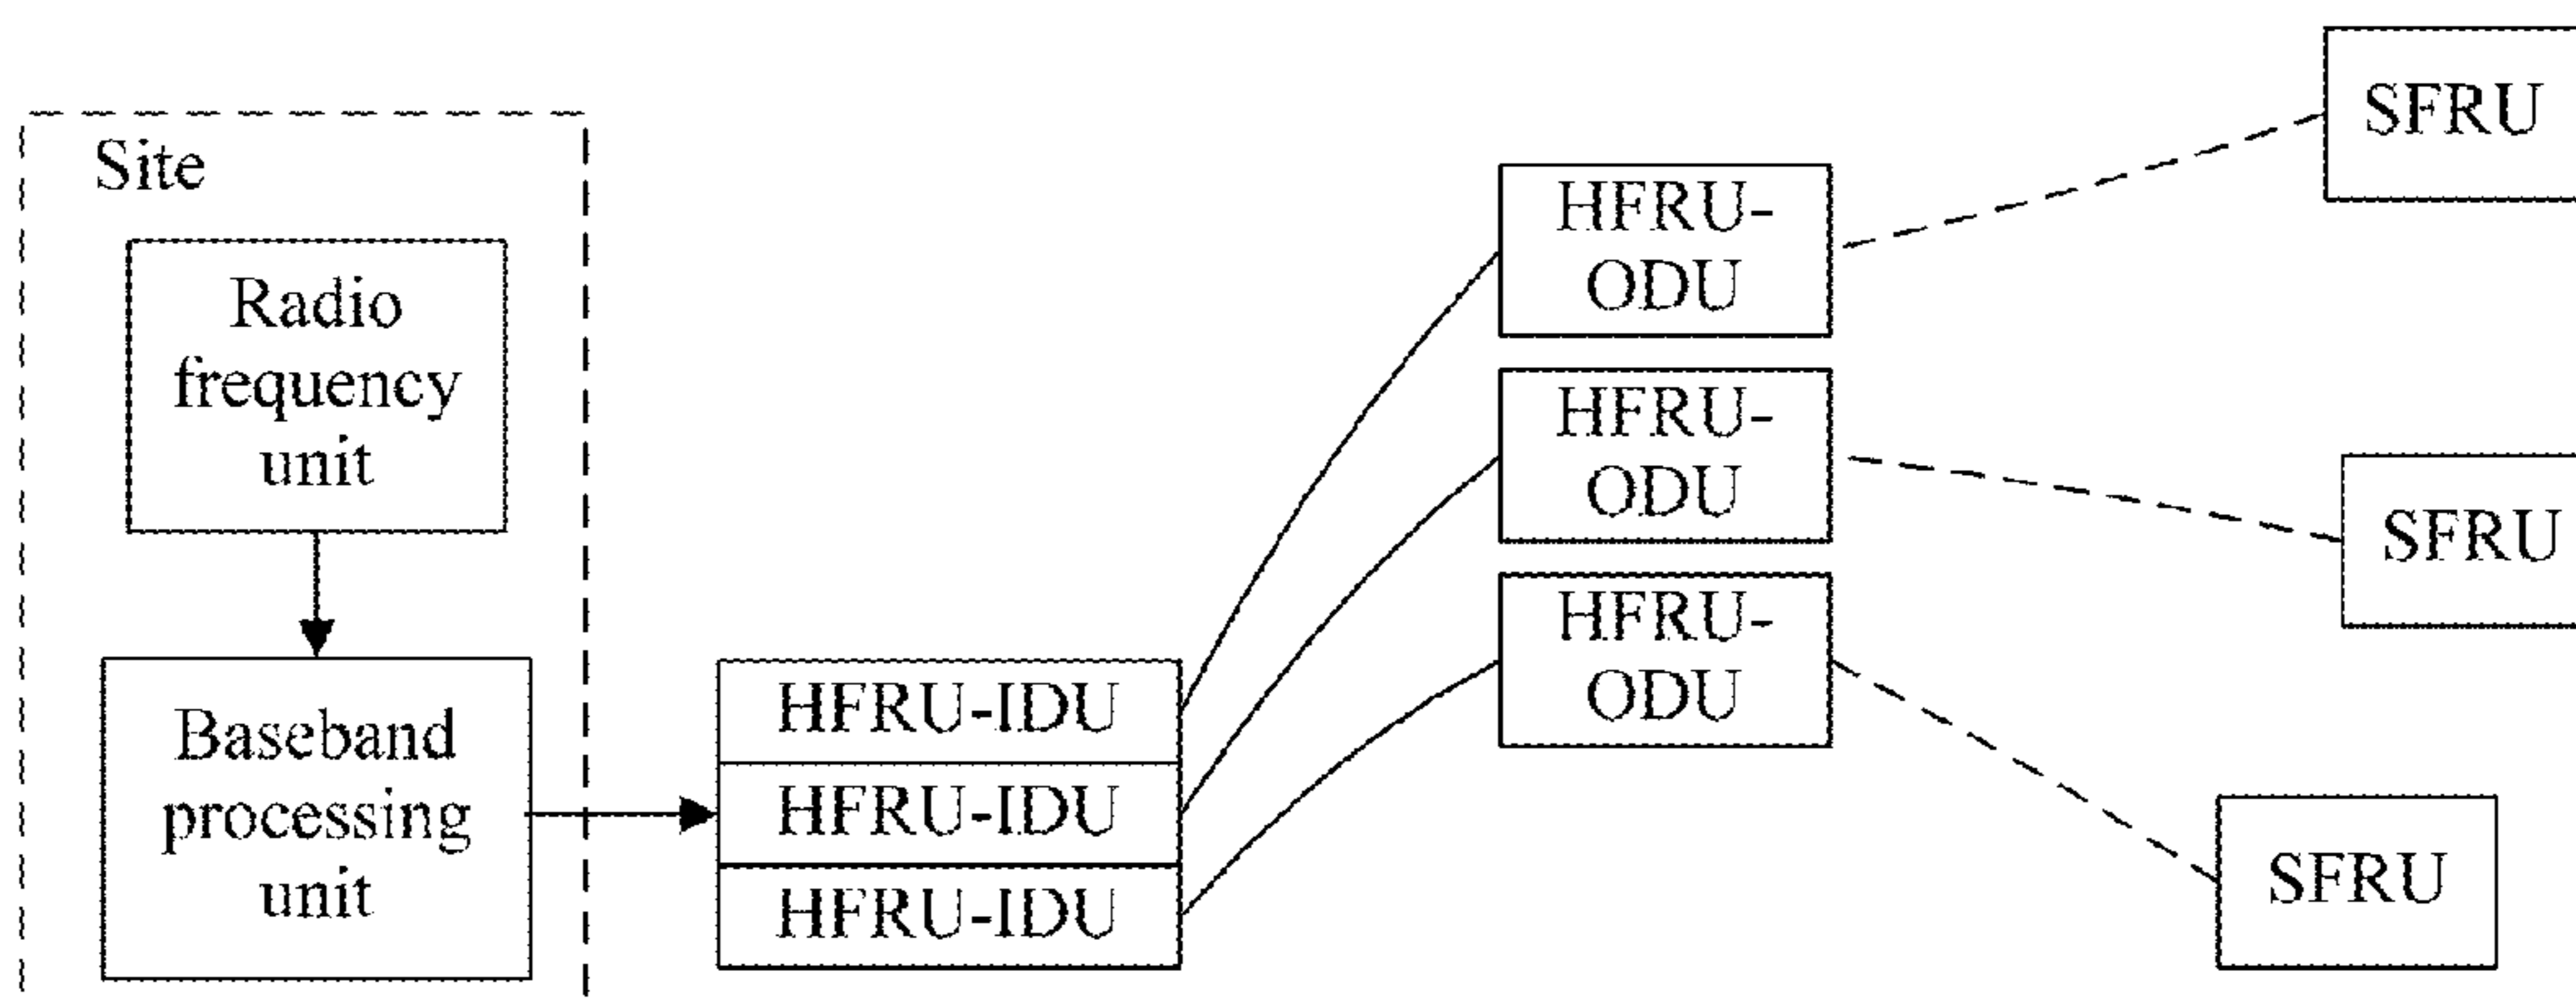 Site
Radio
frequency
unit
Baseband
processing
unit
HFRU-IDU
HFRU-IDU
HFRU-IDU
HFRU-
ODU
HFRU-
ODU
HFRU-
ODU
SFRU
SFRU
SFRU